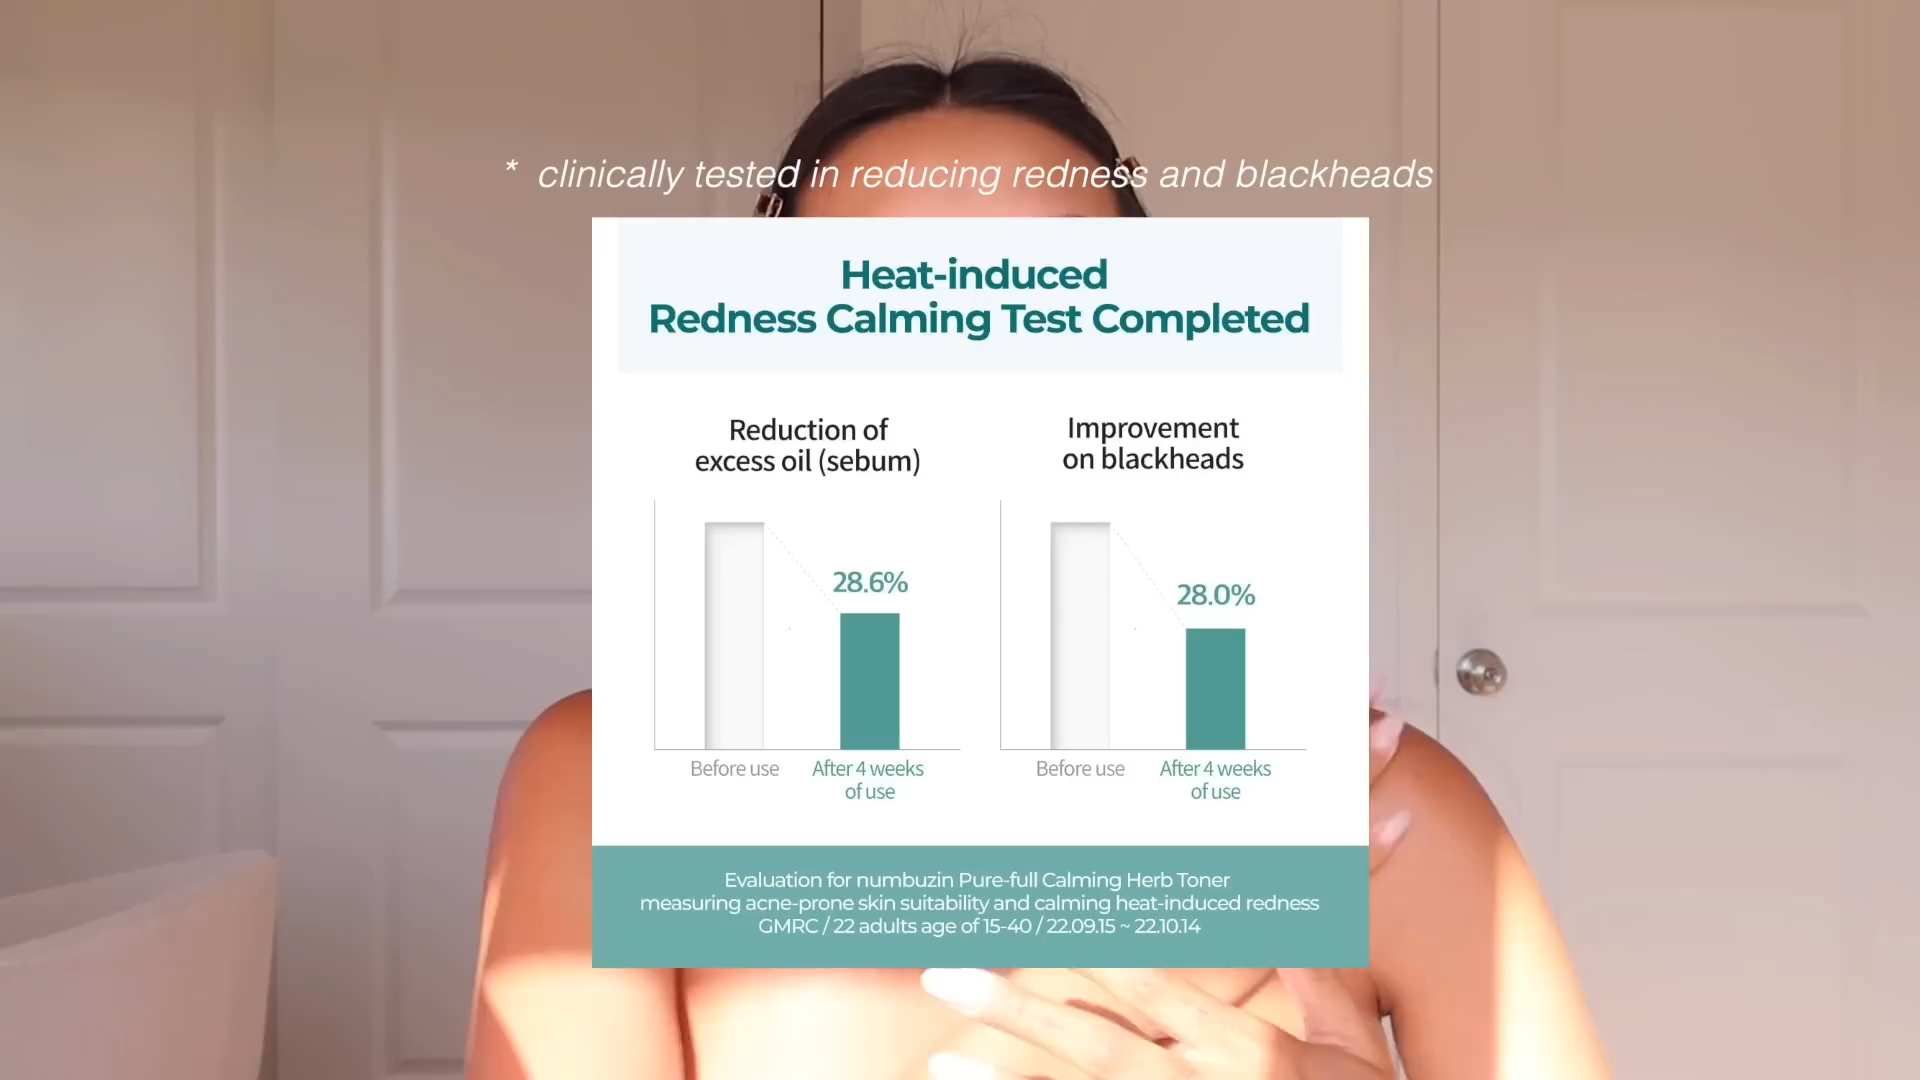 * clinically tested in reducing redness and blackheads
Heat-induced
Redness Calming Test Completed
Reduction of
excess oil (sebum)
28.6%
Before use
After 4 weeks
of use
Improvement
on blackheads
28.0%
Before use
After 4 weeks
of use
Evaluation for numbuzin Pure-full Calming Herb Toner
measuring acne-prone skin suitability and calming heat-induced redness
GMRC / 22 adults age of 15-40 / 22.09.15 ~ 22.10.14